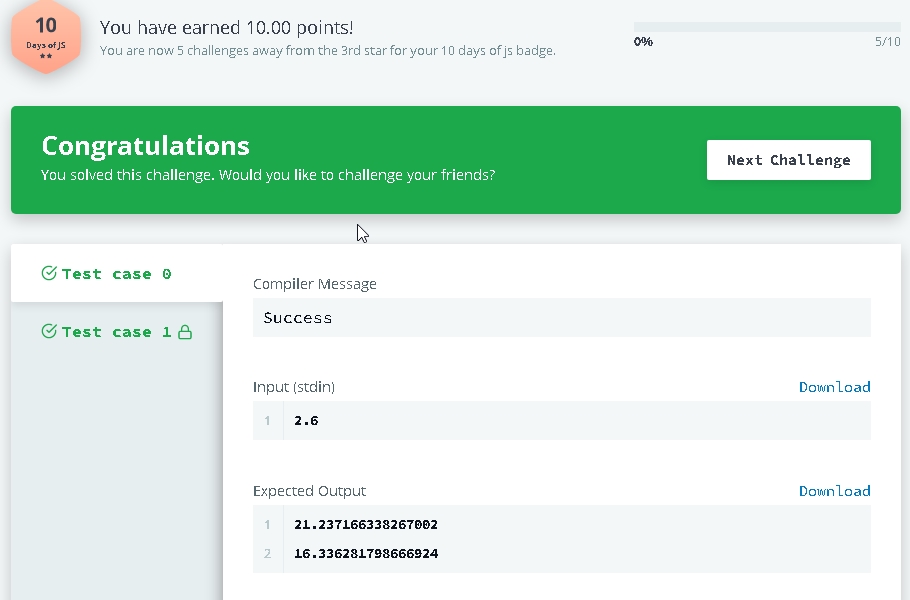 10
Days of JS
★★
You have earned 10.00 points!
You are now 5 challenges away from the 3rd star for your 10 days of js badge.
0%
5/10
Congratulations
You solved this challenge. Would you like to challenge your friends?
Next Challenge
Test case 0
Test case 1
Compiler Message
Success
Input (stdin)
Download
1 2.6
Expected Output
Download
1 21.237166338267002
2 16.336281798666924